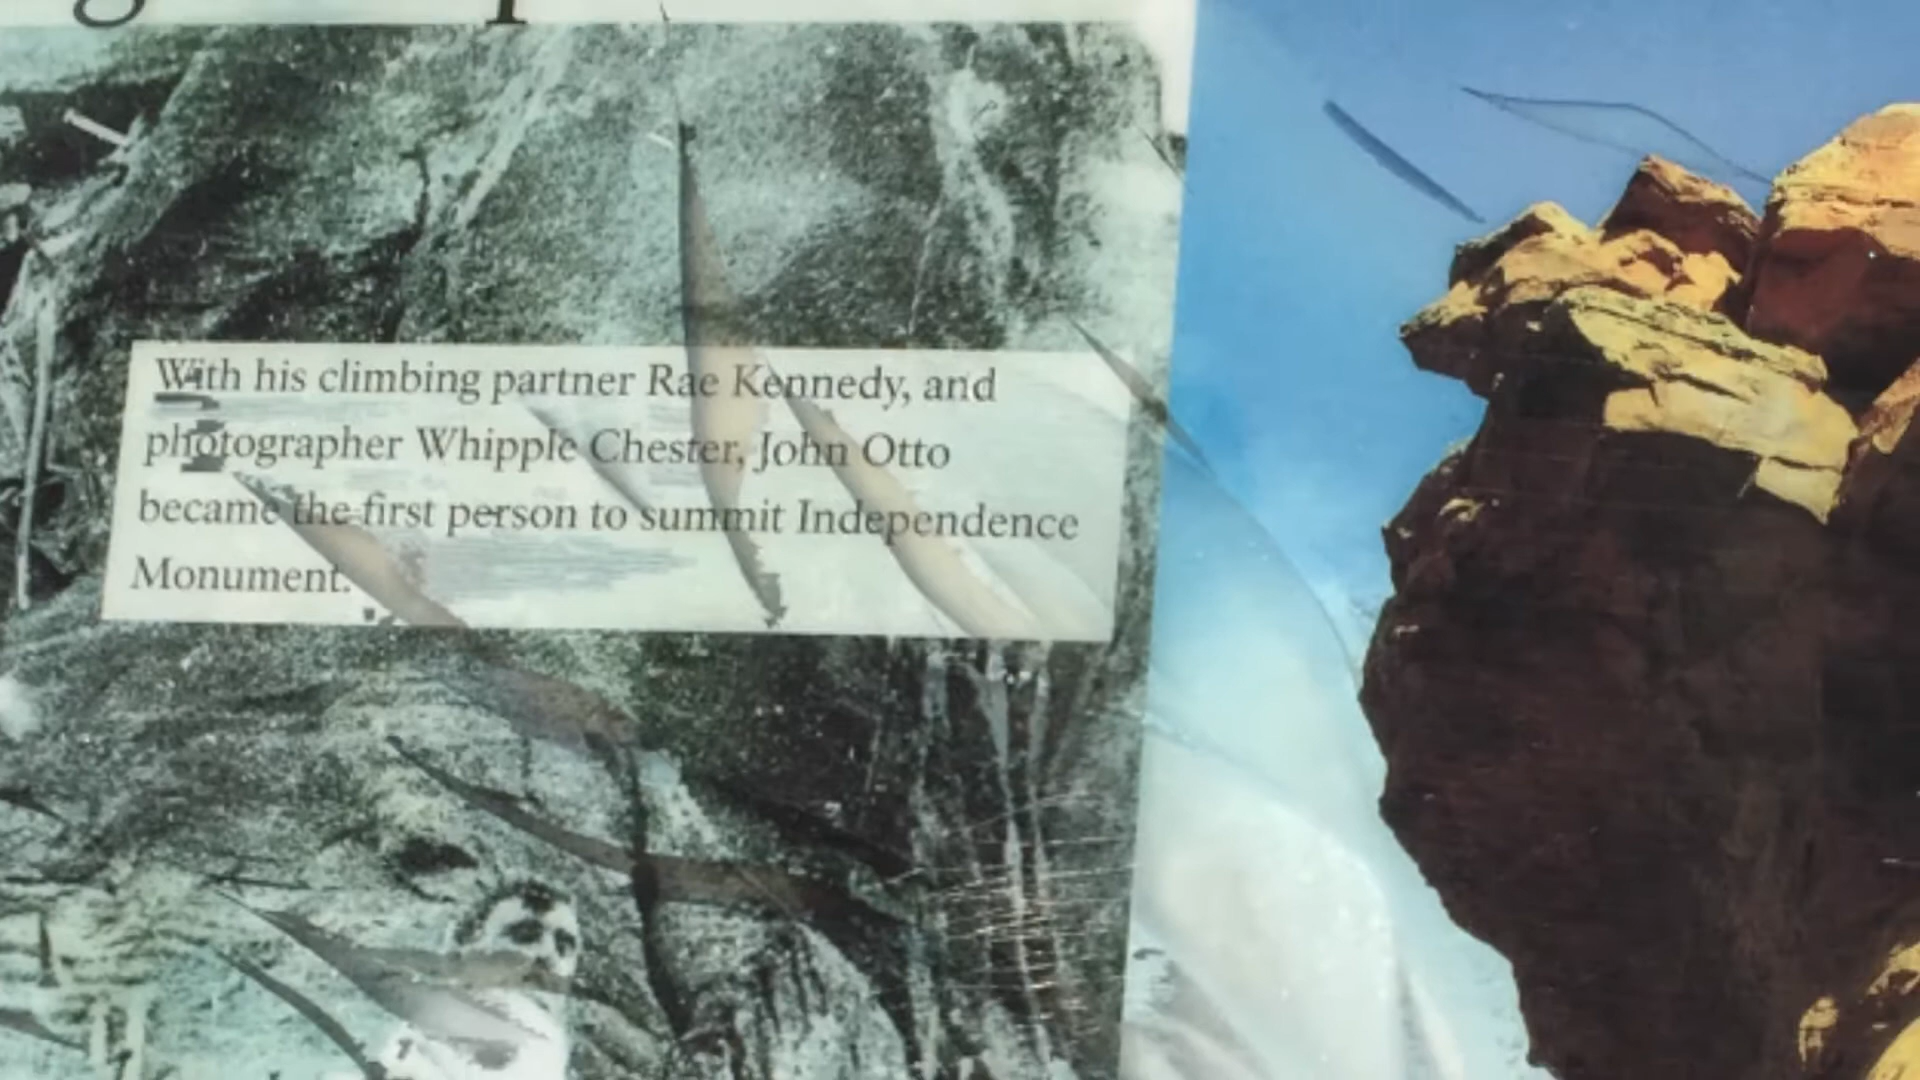 With his climbing partner Rae Kennedy, and
photographer Whipple Chester, John Otto
became the first person to summit Independence
Monument.